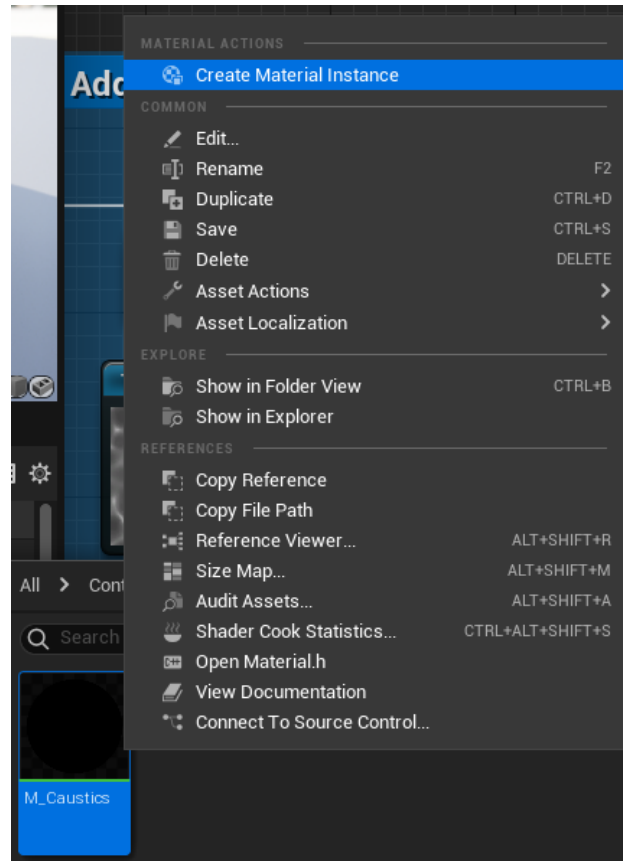 MATERIAL ACTIONS
Add
Create Material Instance
COMMON
Edit...
Rename F2
Duplicate CTRL+D
Save CTRL+S
Delete DELETE
Asset Actions
Asset Localization
EXPLORE
Show in Folder View CTRL+B
Show in Explorer
REFERENCES
Copy Reference
Copy File Path
Reference Viewer... ALT+SHIFT+R
Size Map... ALT+SHIFT+M
All > Cont
Audit Assets... ALT+SHIFT+A
Search
Shader Cook Statistics... CTRL+ALT+SHIFT+S
C++ Open Material.h
View Documentation
Connect To Source Control...
M_Caustics